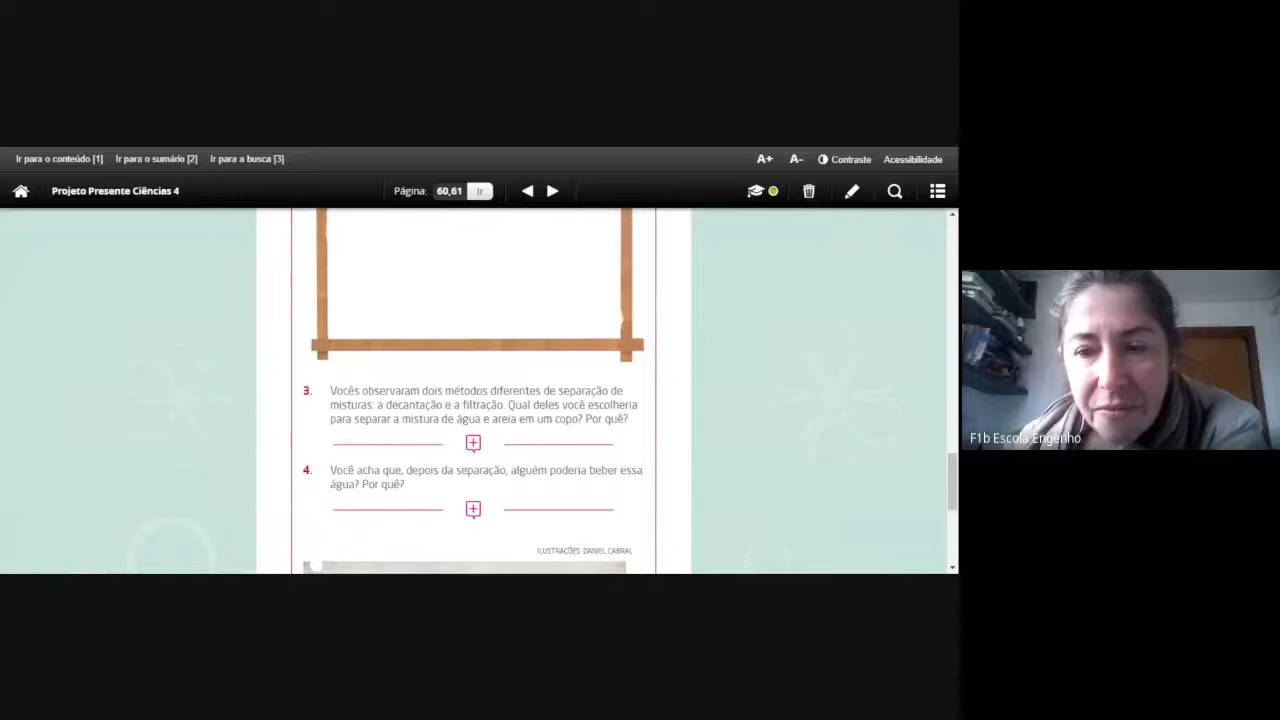 Ir para o conteúdo [1] Ir para o sumário [2] Ir para a busca [3] A+ A- Contraste Acessibilidade
Projeto Presente Ciências 4 Página: 60,61 Ir
3. Vocês observaram dois métodos diferentes de separação de
misturas: a decantação e a filtração. Qual deles você escolheria
para separar a mistura de água e areia em um copo? Por quê?
4. Você acha que, depois da separação, alguém poderia beber essa
água? Por quê?
ILUSTRAÇÕES: DANIEL CABRAL
F1b Escola Engenho